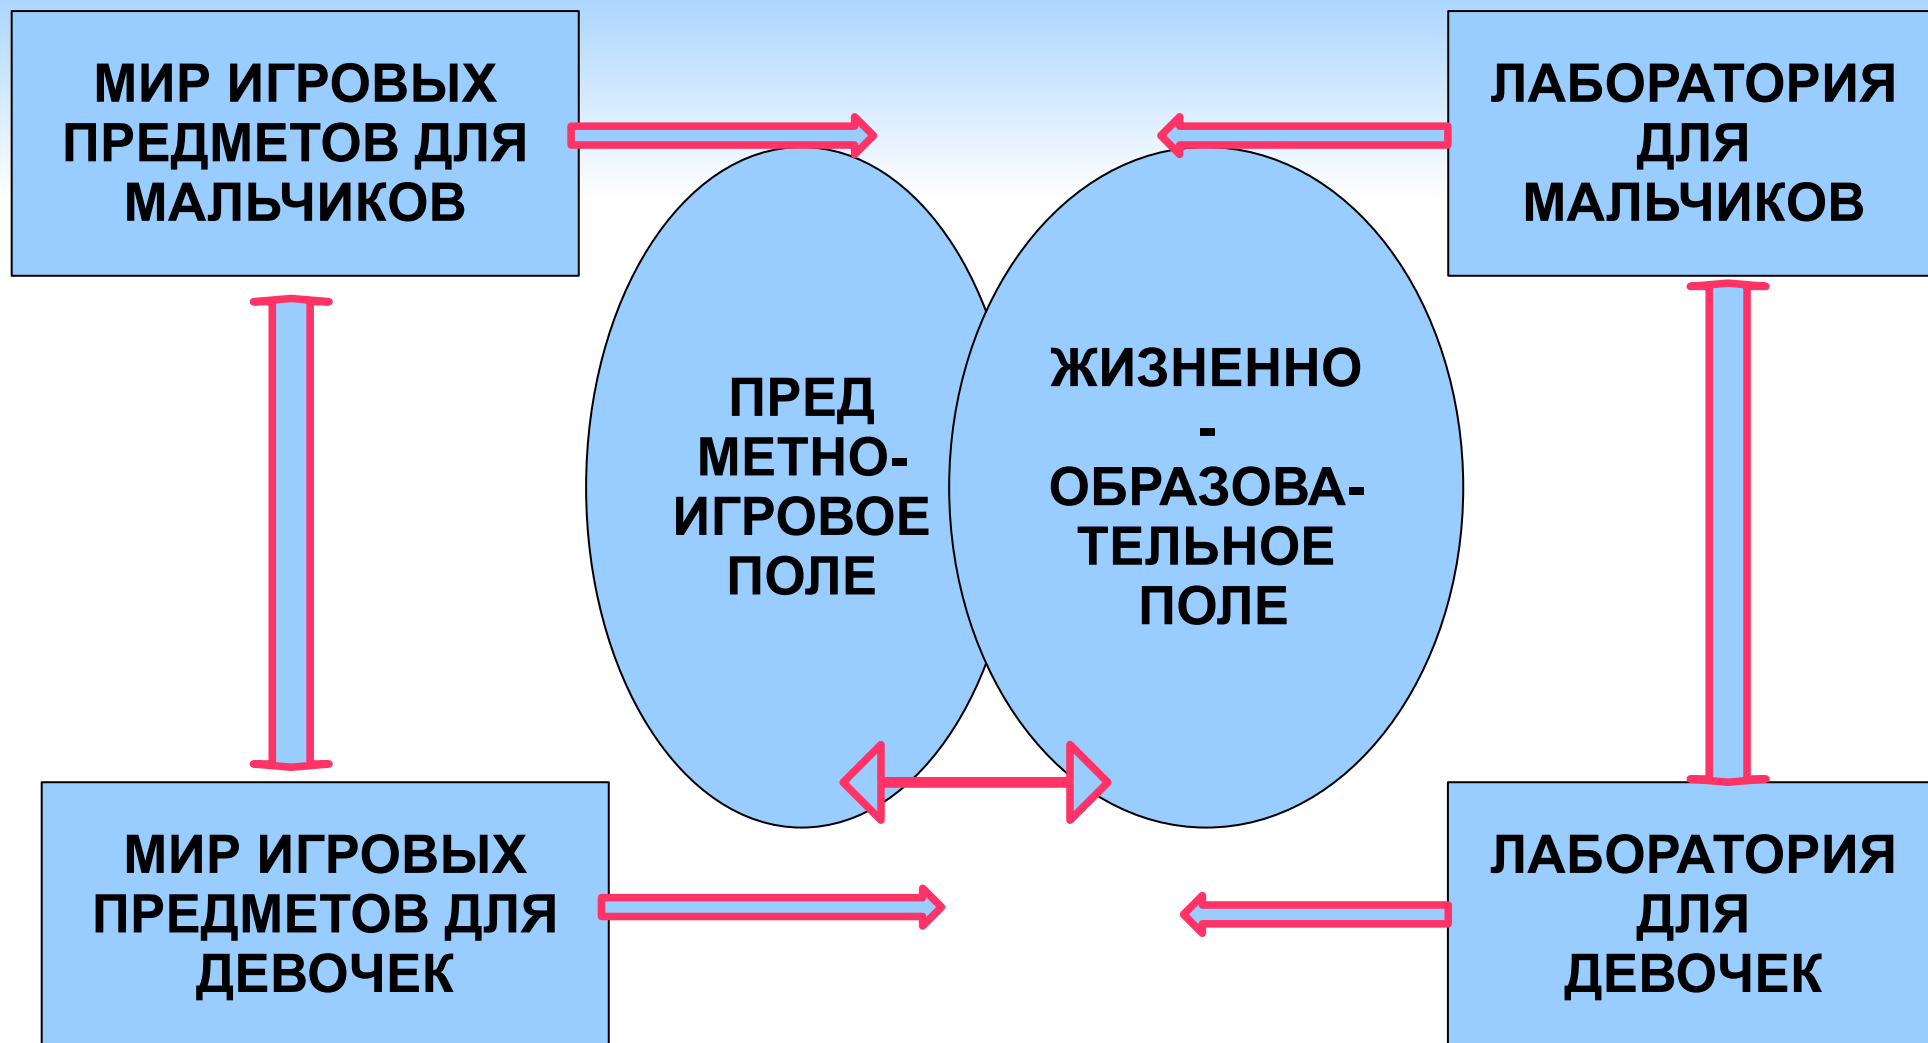 МИР ИГРОВЫХ
ПРЕДМЕТОВ ДЛЯ
МАЛЬЧИКОВ
ЛАБОРАТОРИЯ
ДЛЯ
МАЛЬЧИКОВ
ПРЕД
МЕТНО-
ИГРОВОЕ
ПОЛЕ
ЖИЗНЕННО
-
ОБРАЗОВА-
ТЕЛЬНОЕ
ПОЛЕ
МИР ИГРОВЫХ
ПРЕДМЕТОВ ДЛЯ
ДЕВОЧЕК
ЛАБОРАТОРИЯ
ДЛЯ
ДЕВОЧЕК